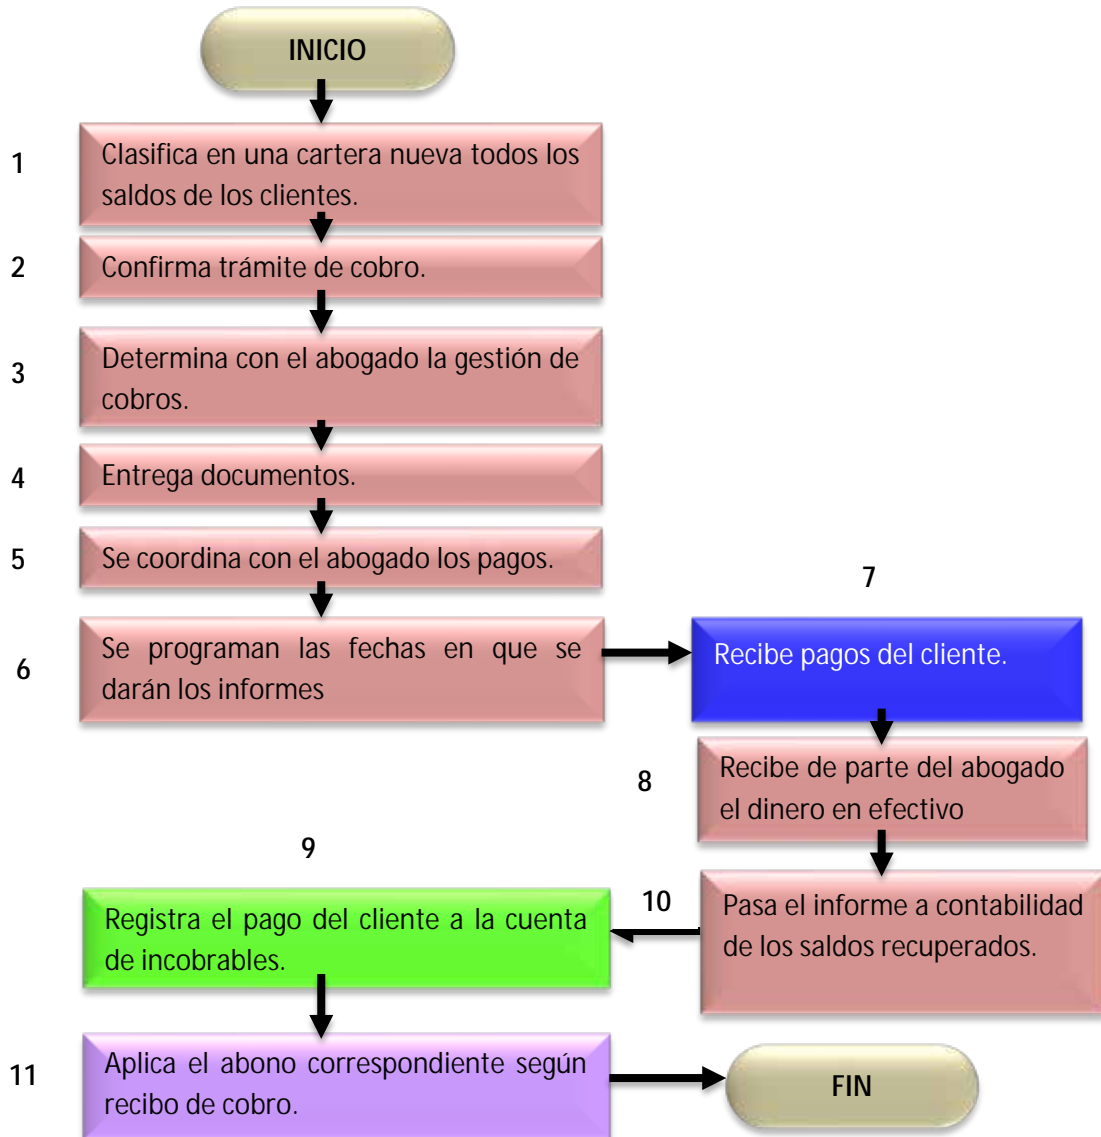 INICIO
1
Clasifica en una cartera nueva todos los
saldos de los clientes.
2
Confirma trámite de cobro.
3
Determina con el abogado la gestión de
cobros.
4
Entrega documentos.
5
Se coordina con el abogado los pagos.
6
Se programan las fechas en que se
darán los informes
7
Recibe pagos del cliente.
8
Recibe de parte del abogado
el dinero en efectivo
9
Registra el pago del cliente a la cuenta
de incobrables.
10
Pasa el informe a contabilidad
de los saldos recuperados.
11
Aplica el abono correspondiente según
recibo de cobro.
FIN